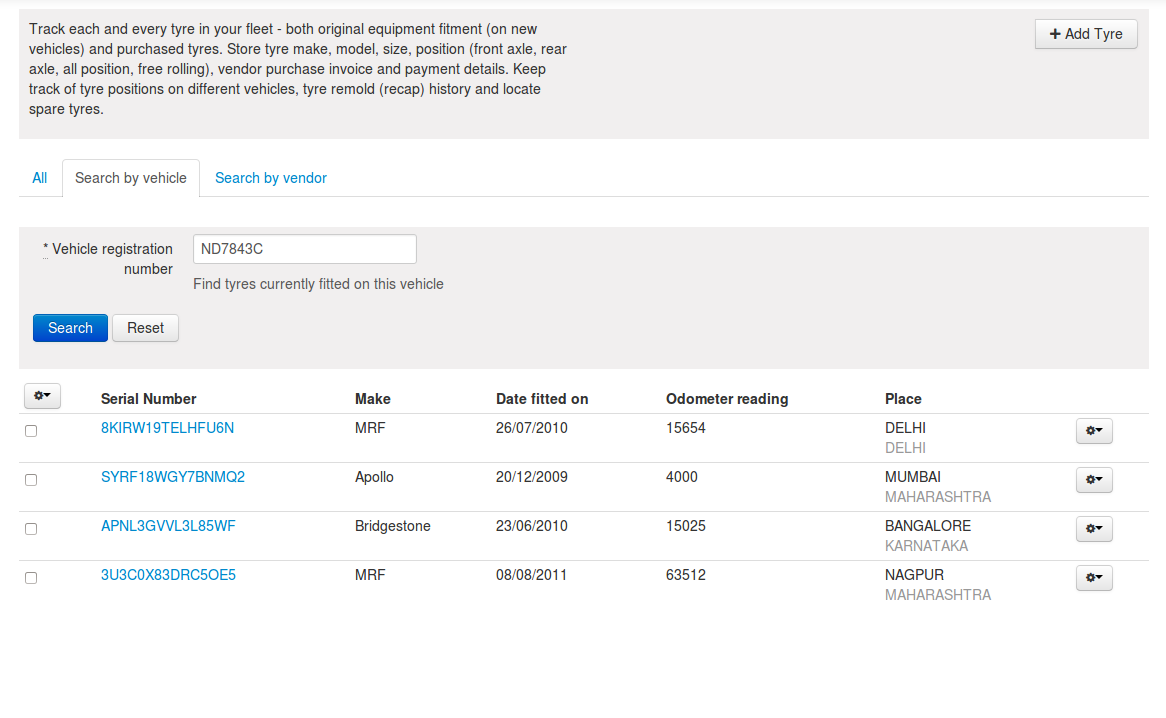 Track each and every tyre in your fleet - both original equipment fitment (on new
vehicles) and purchased tyres. Store tyre make, model, size, position (front axle, rear
axle, all position, free rolling), vendor purchase invoice and payment details. Keep
track of tyre positions on different vehicles, tyre remold (recap) history and locate
spare tyres.
+ Add Tyre
All Search by vehicle Search by vendor
* Vehicle registration
number
ND7843C
Find tyres currently fitted on this vehicle
Search Reset
Serial Number Make Date fitted on Odometer reading Place
8KIRW19TELHFU6N MRF 26/07/2010 15654 DELHI
DELHI
SYRF18WGY7BNMQ2 Apollo 20/12/2009 4000 MUMBAI
MAHARASHTRA
APNL3GVVL3L85WF Bridgestone 23/06/2010 15025 BANGALORE
KARNATAKA
3U3C0X83DRC5OE5 MRF 08/08/2011 63512 NAGPUR
MAHARASHTRA